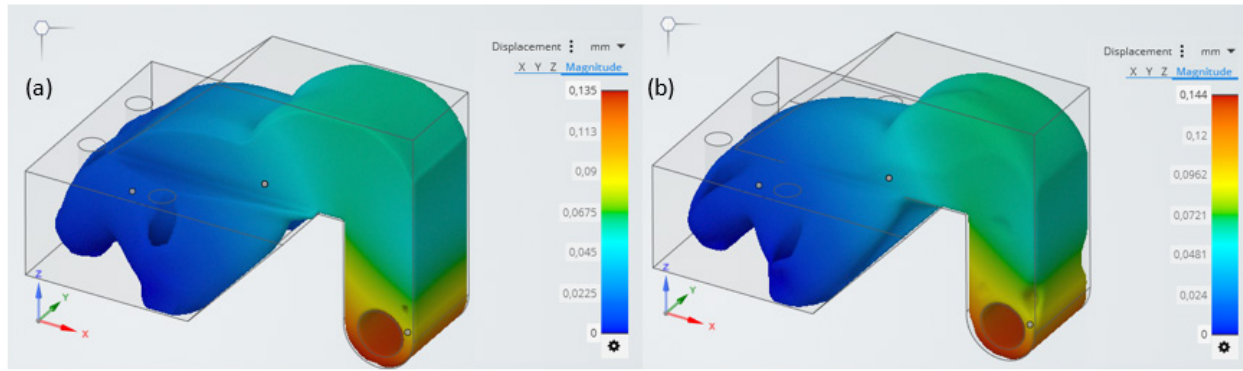 (a)
Displacement mm
X Y Z Magnitude
0,135
0,113
0,09
0,0675
0,045
0,0225
0
Z
Y
X
(b)
Displacement mm
X Y Z Magnitude
0,144
0,12
0,0962
0,0721
0,0481
0,024
0
Z
Y
X